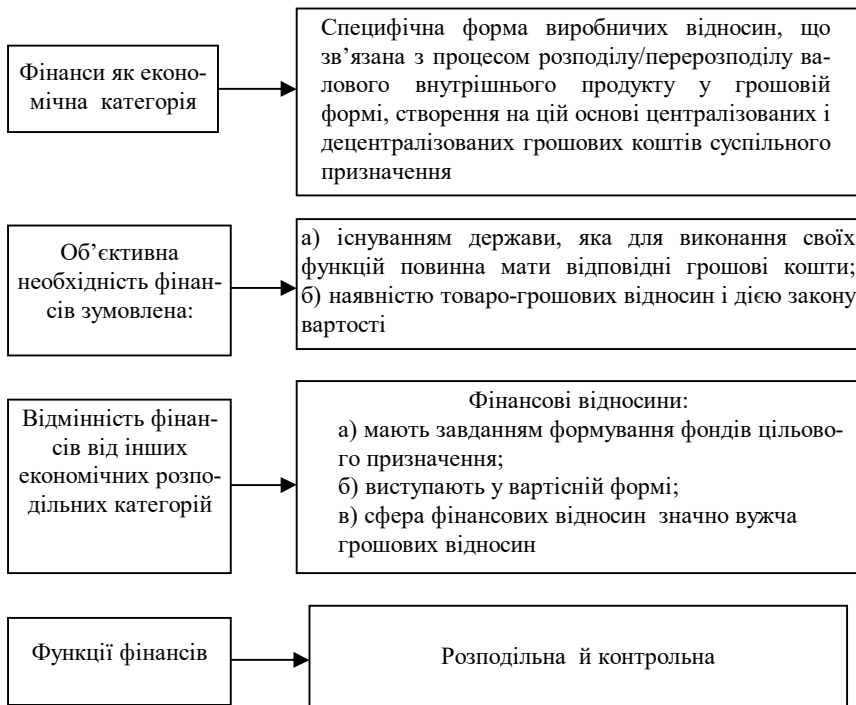 Фінанси як еконо-
мічна категорія
Специфічна форма виробничих відносин, що
зв’язана з процесом розподілу/перерозподілу ва-
лового внутрішнього продукту у грошовій
формі, створення на цій основі централізованих і
децентралізованих грошових коштів суспільного
призначення
Об’єктивна
необхідність фінан-
сів зумовлена:
а) існуванням держави, яка для виконання своїх
функцій повинна мати відповідні грошові кошти;
б) наявністю товаро-грошових відносин і дією закону
вартості
Відмінність фінан-
сів від інших
економічних розпо-
дільних категорій
Фінансові відносини:
а) мають завданням формування фондів цільово-
го призначення;
б) виступають у вартісній формі;
в) сфера фінансових відносин значно вужча
грошових відносин
Функції фінансів
Розподільна й контрольна